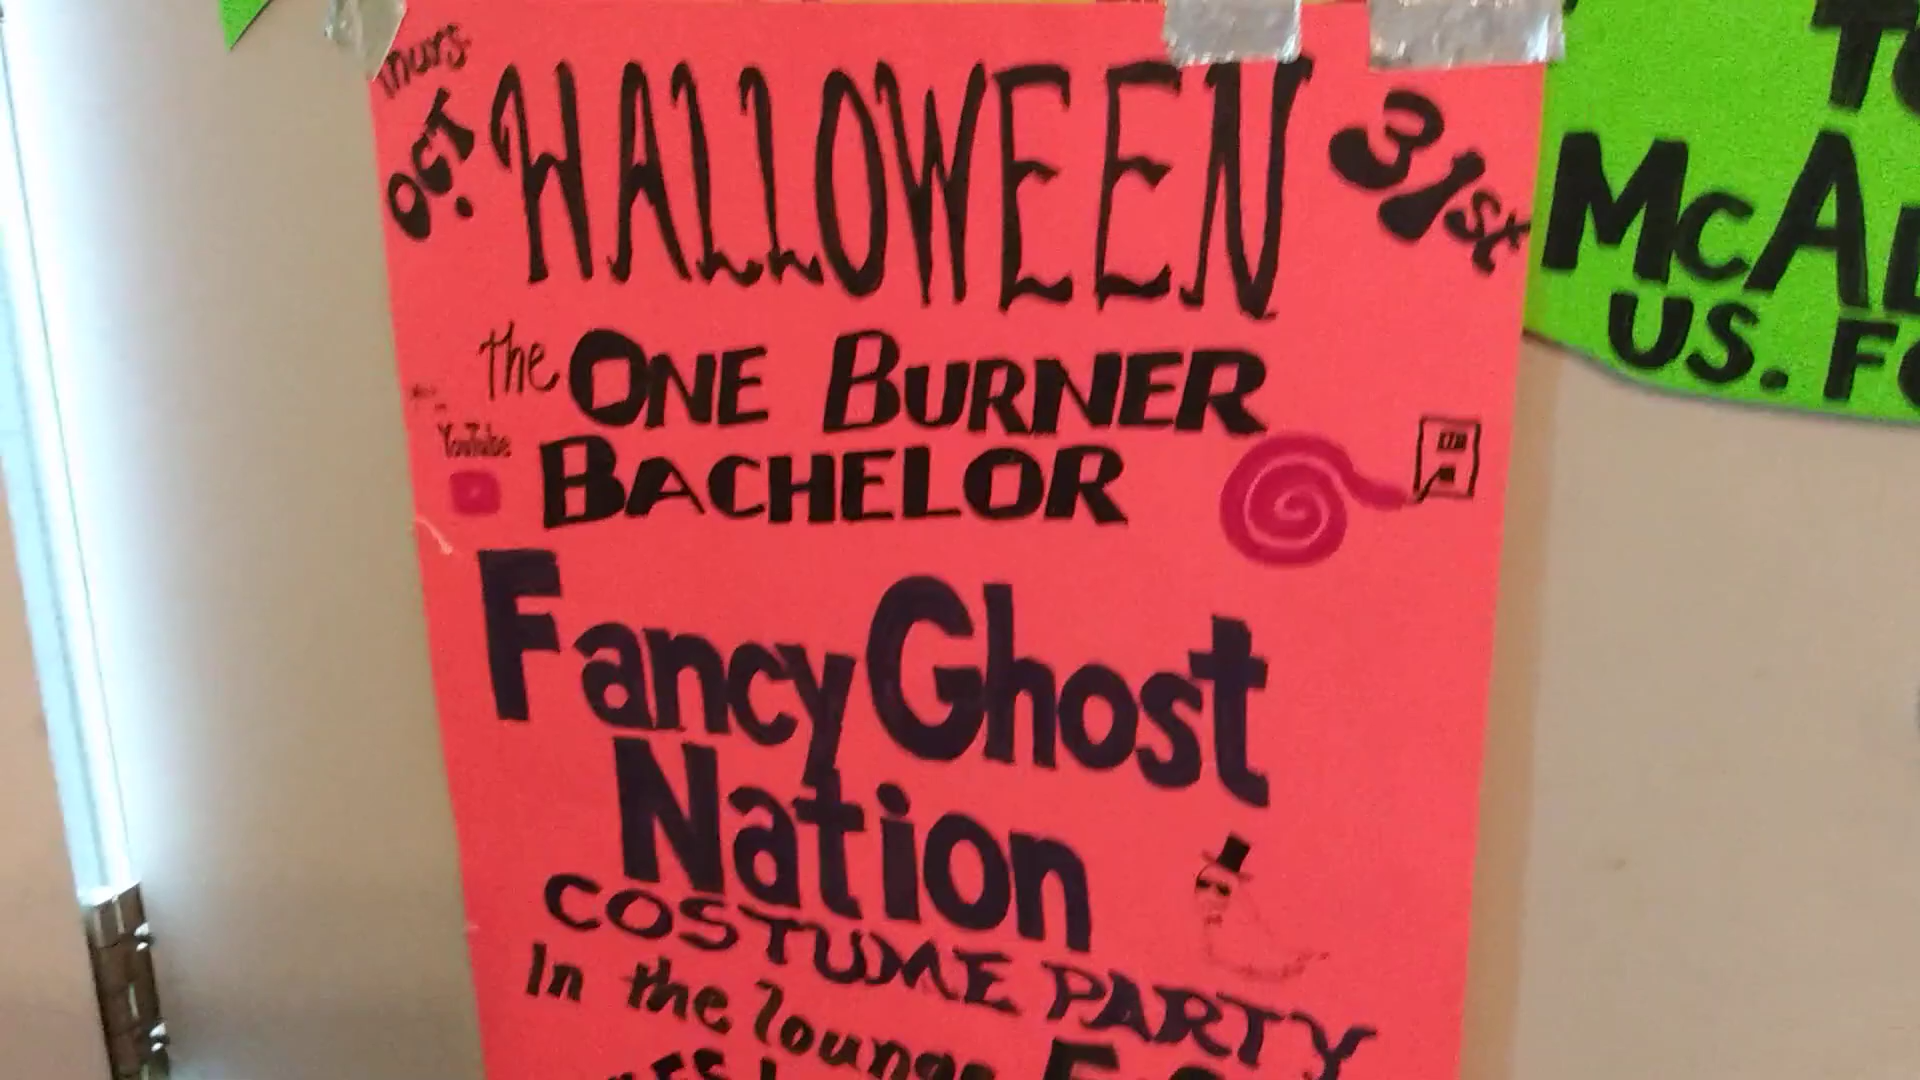 Thurs
OCT.
HALLOWEEN
31st
the ONE BURNER
BACHELOR
YouTube
Fancy Ghost
Nation
COSTUME PARTY
In the lounge
McA
US. F